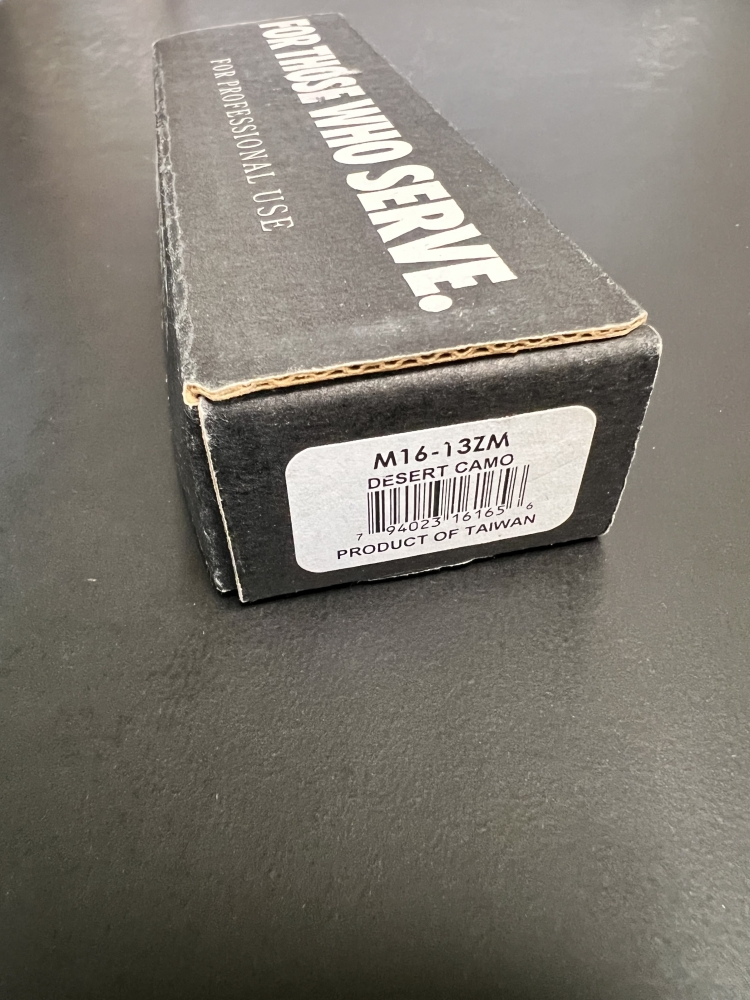 FOR THOSE WHO SERVE.
FOR PROFESSIONAL USE
M16-13ZM
DESERT CAMO
7 94023 16165 6
PRODUCT OF TAIWAN